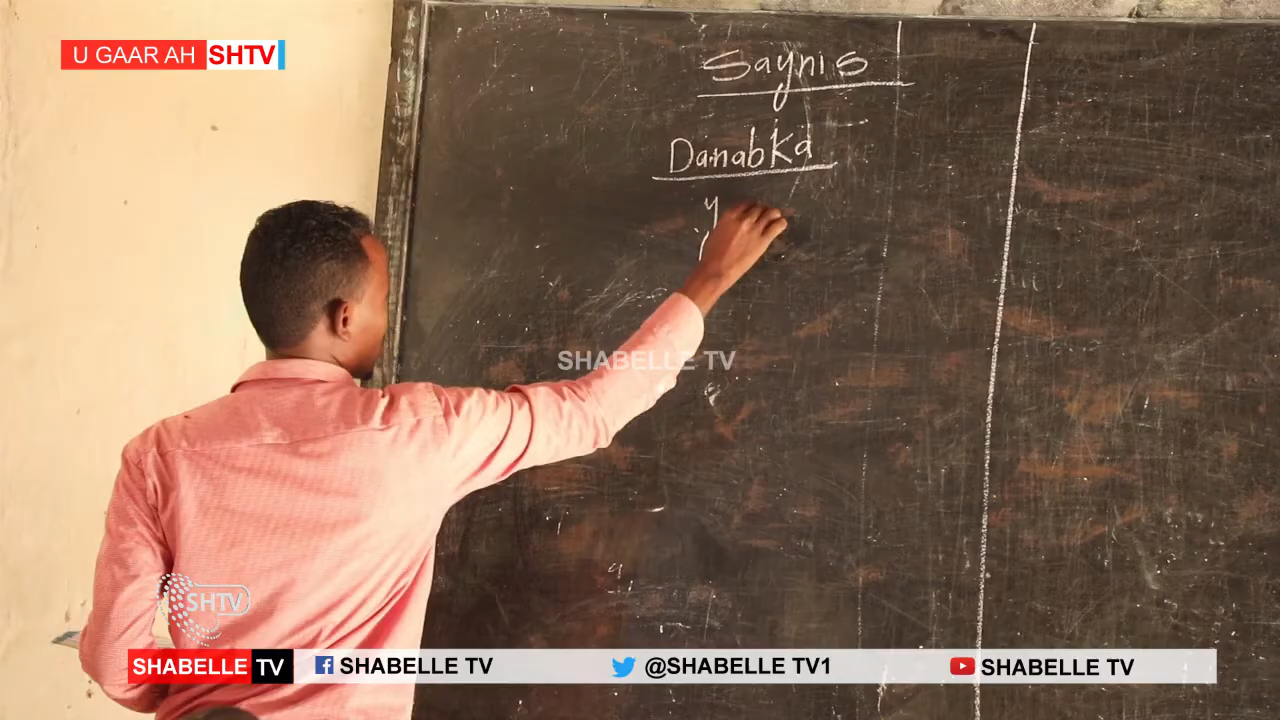 U GAAR AH SHTV
Saynis
Danabka
y
SHABELLE TV
SHTV
SHABELLE TV
SHABELLE TV
@SHABELLE TV1
SHABELLE TV